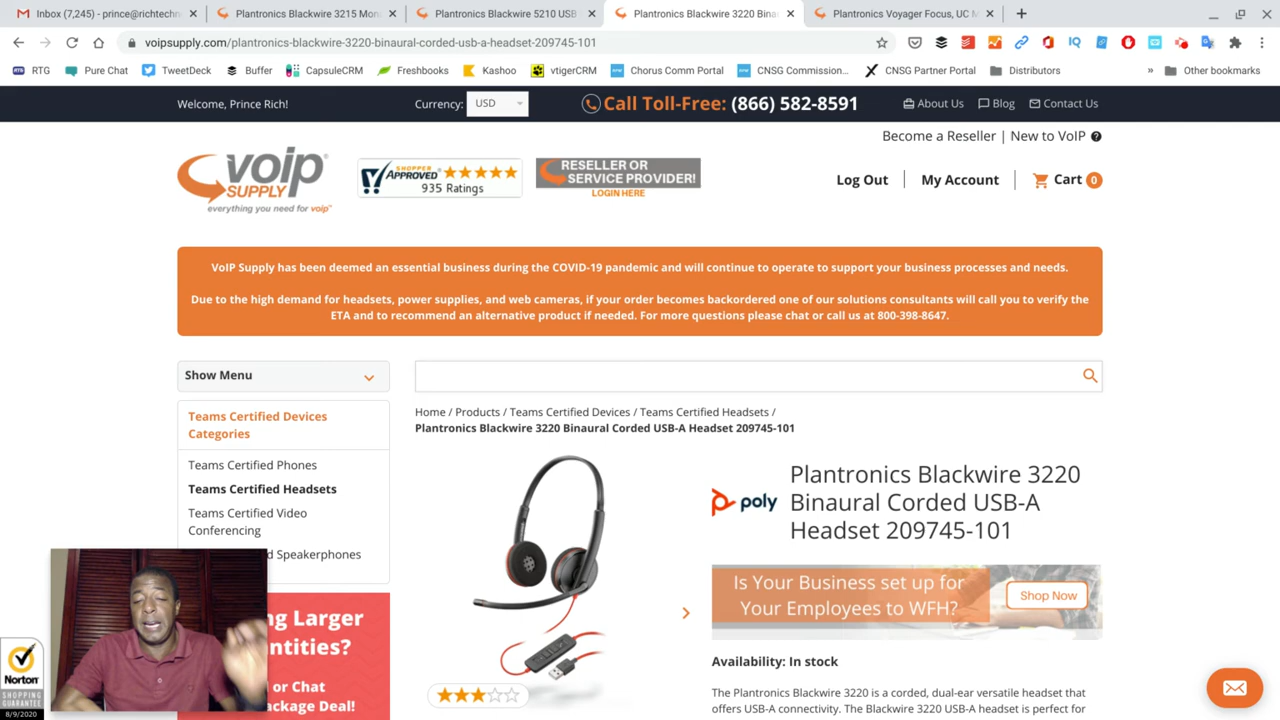 Inbox (7,245) - prince@richtechn
Plantronics Blackwire 3215 Mon
Plantronics Blackwire 5210 USB
Plantronics Blackwire 3220 Bina
Plantronics Voyager Focus, UC M
voipsupply.com/plantronics-blackwire-3220-binaural-corded-usb-a-headset-209745-101
RTG
Pure Chat
TweetDeck
Buffer
CapsuleCRM
Freshbooks
Kashoo
vtigerCRM
Chorus Comm Portal
CNSG Commission...
CNSG Partner Portal
Distributors
»
Other bookmarks
Welcome, Prince Rich!
Currency: USD
Call Toll-Free: (866) 582-8591
About Us
Blog
Contact Us
Become a Reseller | New to VoIP
voip
SUPPLY
everything you need for voip
SHOPPER
APPROVED
935 Ratings
RESELLER OR
SERVICE PROVIDER!
LOGIN HERE
Log Out
My Account
Cart 0
VoIP Supply has been deemed an essential business during the COVID-19 pandemic and will continue to operate to support your business processes and needs.
Due to the high demand for headsets, power supplies, and web cameras, if your order becomes backordered one of our solutions consultants will call you to verify the
ETA and to recommend an alternative product if needed. For more questions please chat or call us at 800-398-8647.
Show Menu
Teams Certified Devices
Categories
Teams Certified Phones
Teams Certified Headsets
Teams Certified Video
Conferencing
d Speakerphones
ng Larger
ntities?
or Chat
ackage Deal!
Home / Products / Teams Certified Devices / Teams Certified Headsets /
Plantronics Blackwire 3220 Binaural Corded USB-A Headset 209745-101
poly
Plantronics Blackwire 3220
Binaural Corded USB-A
Headset 209745-101
Is Your Business set up for
Your Employees to WFH?
Shop Now
Availability: In stock
The Plantronics Blackwire 3220 is a corded, dual-ear versatile headset that
offers USB-A connectivity. The Blackwire 3220 USB-A headset is perfect for
Norton
SHOPPING
GUARANTEE
8/9/2020